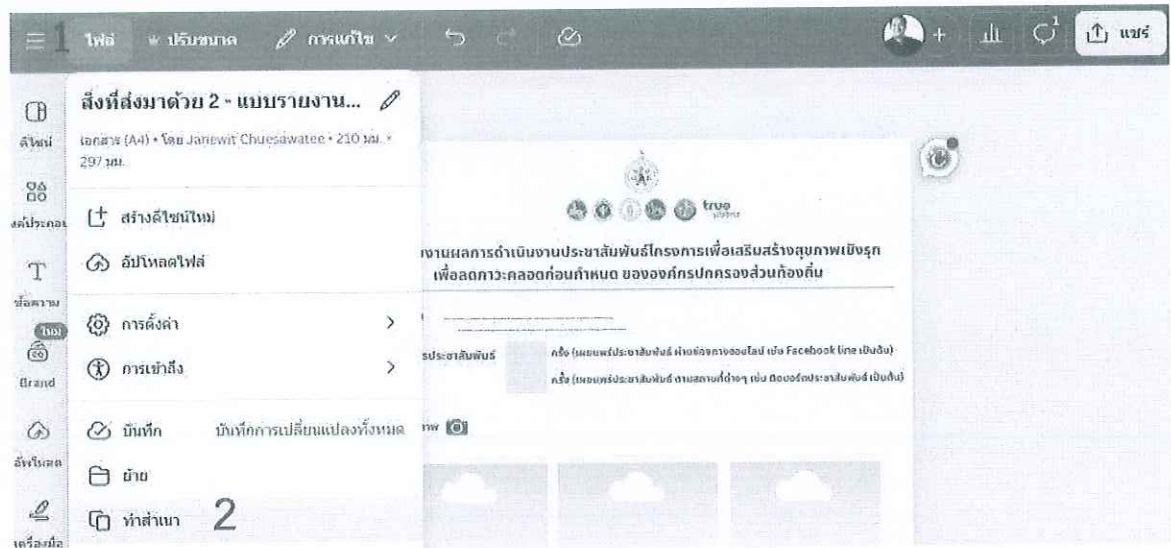 1 ไฟล์ ปรับขนาด การแก้ไข 1 แชร์
สิ่งที่ส่งมาด้วย 2 - แบบรายงาน...
เอกสาร (A4) • โดย Janewit Chuesawatee • 210 มม. ×
297 มม.
ดีไซน์
องค์ประกอบ
ข้อความ
ใหม่
Brand
อัพโหลด
เครื่องมือ
สร้างดีไซน์ใหม่
อัปโหลดไฟล์
การตั้งค่า
การเข้าถึง
บันทึก บันทึกการเปลี่ยนแปลงทั้งหมด
ย้าย
ทำสำเนา 2
true
งานผลการดำเนินงานประชาสัมพันธ์โครงการเพื่อเสริมสร้างสุขภาพเชิงรุก
เพื่อลดภาวะคลอดก่อนกำหนด ขององค์กรปกครองส่วนท้องถิ่น
ประชาสัมพันธ์ ครั้ง (เผยแพร่ประชาสัมพันธ์ ผ่านช่องทางออนไลน์ เช่น Facebook line เป็นต้น)
ครั้ง (เผยแพร่ประชาสัมพันธ์ ตามสถานที่ต่างๆ เช่น ติดบอร์ดประชาสัมพันธ์ เป็นต้น)
ภาพ